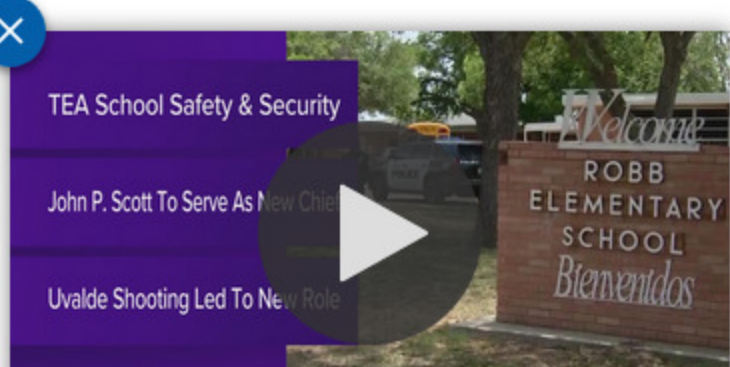 TEA School Safety & Security
John P. Scott To Serve As New Chief
Uvalde Shooting Led To New Role
Welcome
ROBB
ELEMENTARY
SCHOOL
Bienvenidos
POLICE